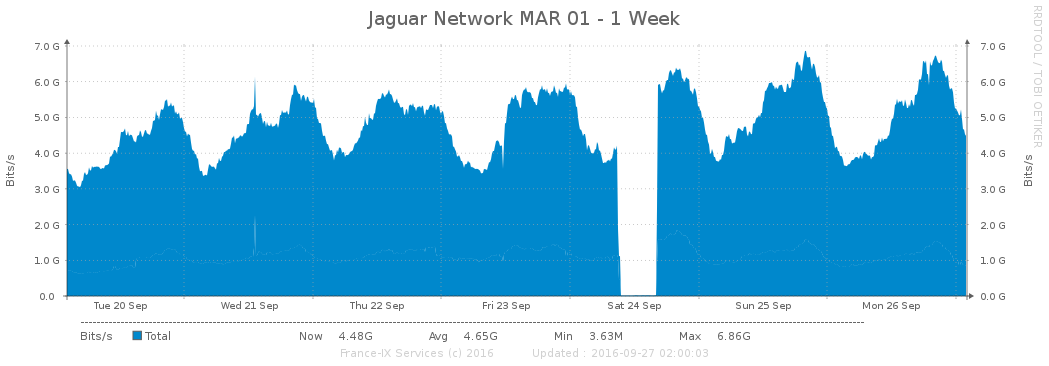 Jaguar Network MAR 01 - 1 Week
RRDTOOL / TOBI OETIKER
7.0 G 7.0 G
6.0 G 6.0 G
5.0 G 5.0 G
4.0 G 4.0 G
3.0 G 3.0 G
2.0 G 2.0 G
1.0 G 1.0 G
0.0 0.0 G
Bits/s
Bits/s
Tue 20 Sep Wed 21 Sep Thu 22 Sep Fri 23 Sep Sat 24 Sep Sun 25 Sep Mon 26 Sep
Bits/s Total Now 4.48G Avg 4.65G Min 3.63M Max 6.86G
France-IX Services (c) 2016 Updated : 2016-09-27 02:00:03